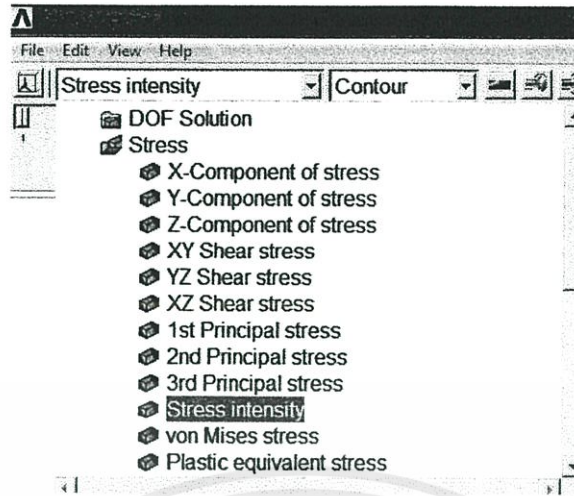 File Edit View Help
Stress intensity Contour
DOF Solution
Stress
X-Component of stress
Y-Component of stress
Z-Component of stress
XY Shear stress
YZ Shear stress
XZ Shear stress
1st Principal stress
2nd Principal stress
3rd Principal stress
Stress intensity
von Mises stress
Plastic equivalent stress